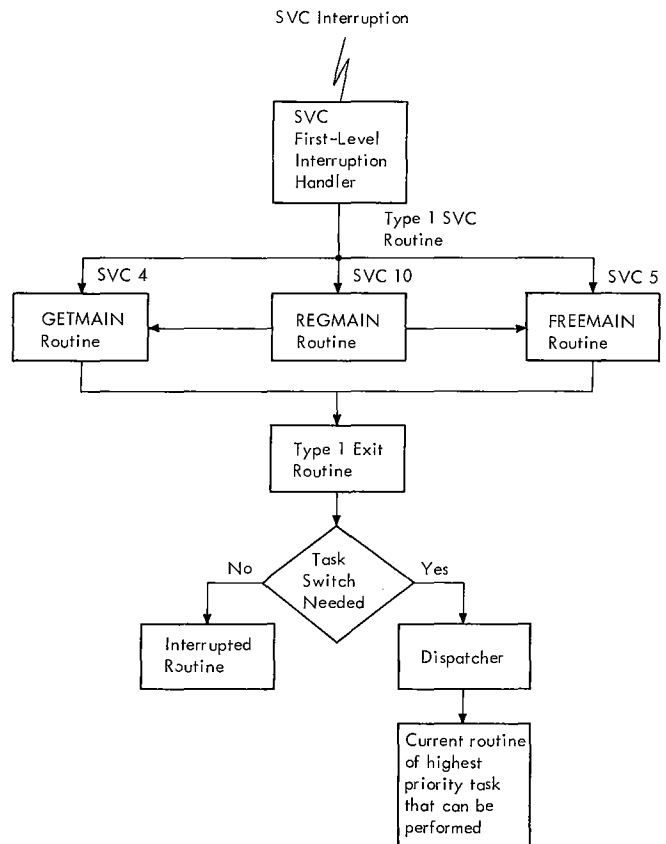 SVC Interruption
SVC
First-Level
Interruption
Handler
Type 1 SVC
Routine
SVC 4
SVC 10
SVC 5
GETMAIN
Routine
REGMAIN
Routine
FREEMAIN
Routine
Type 1 Exit
Routine
No
Task
Switch
Needed
Yes
Interrupted
Routine
Dispatcher
Current routine
of highest
priority task
that can be
performed